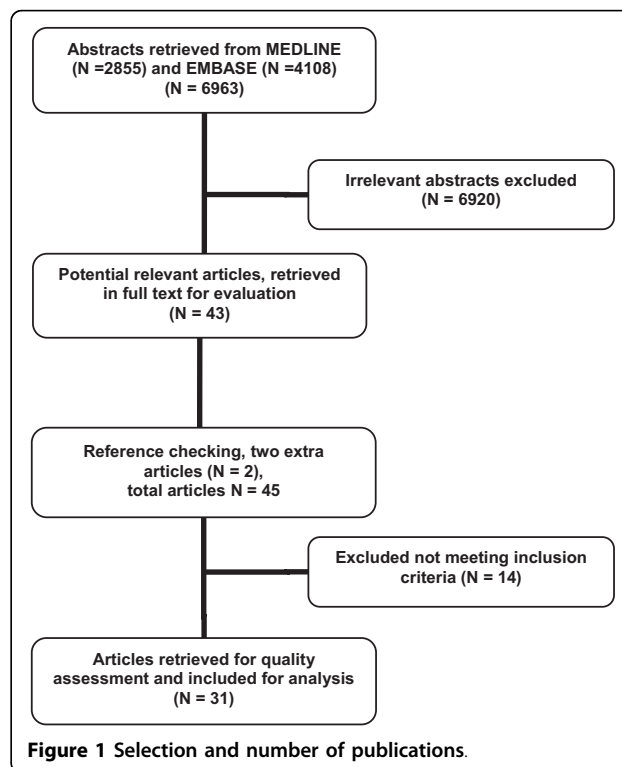 Abstracts retrieved from MEDLINE
(N =2855) and EMBASE (N =4108)
(N = 6963)
Irrelevant abstracts excluded
(N = 6920)
Potential relevant articles, retrieved
in full text for evaluation
(N = 43)
Reference checking, two extra
articles (N = 2),
total articles N = 45
Excluded not meeting inclusion
criteria (N = 14)
Articles retrieved for quality
assessment and included for analysis
(N = 31)
Figure 1 Selection and number of publications.